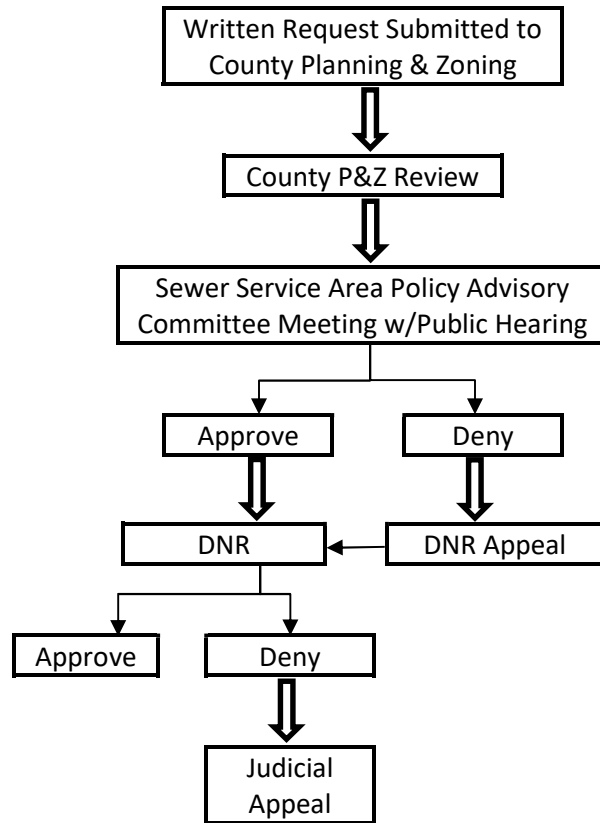 Written Request Submitted to
County Planning & Zoning
County P&Z Review
Sewer Service Area Policy Advisory
Committee Meeting w/Public Hearing
Approve
Deny
DNR
DNR Appeal
Approve
Deny
Judicial
Appeal